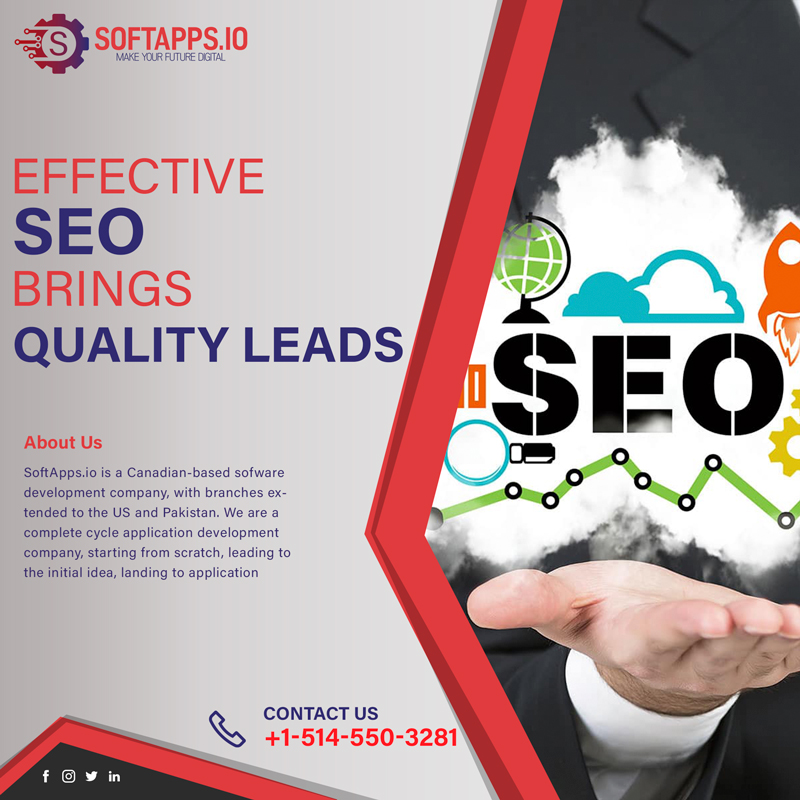 S
SOFTAPPS.IO
MAKE YOUR FUTURE DIGITAL
EFFECTIVE
SEO
BRINGS
QUALITY LEADS
SEO
About Us
SoftApps.io is a Canadian-based sofware
development company, with branches ex-
tended to the US and Pakistan. We are a
complete cycle application development
company, starting from scratch, leading to
the initial idea, landing to application
CONTACT US
+1-514-550-3281
f
in